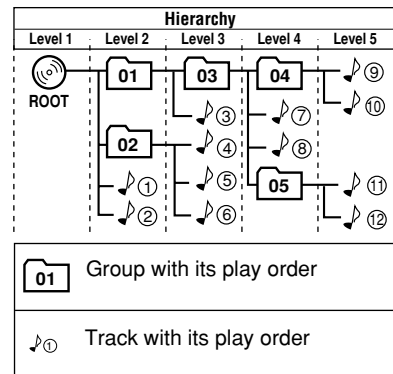 Hierarchy
Level 1 Level 2 Level 3 Level 4 Level 5
01 03 04 ⑨
ROOT ⑩
③ ⑦
02 ④ ⑧
① ⑤ 05 ⑪
② ⑥ ⑫
01 Group with its play order
① Track with its play order